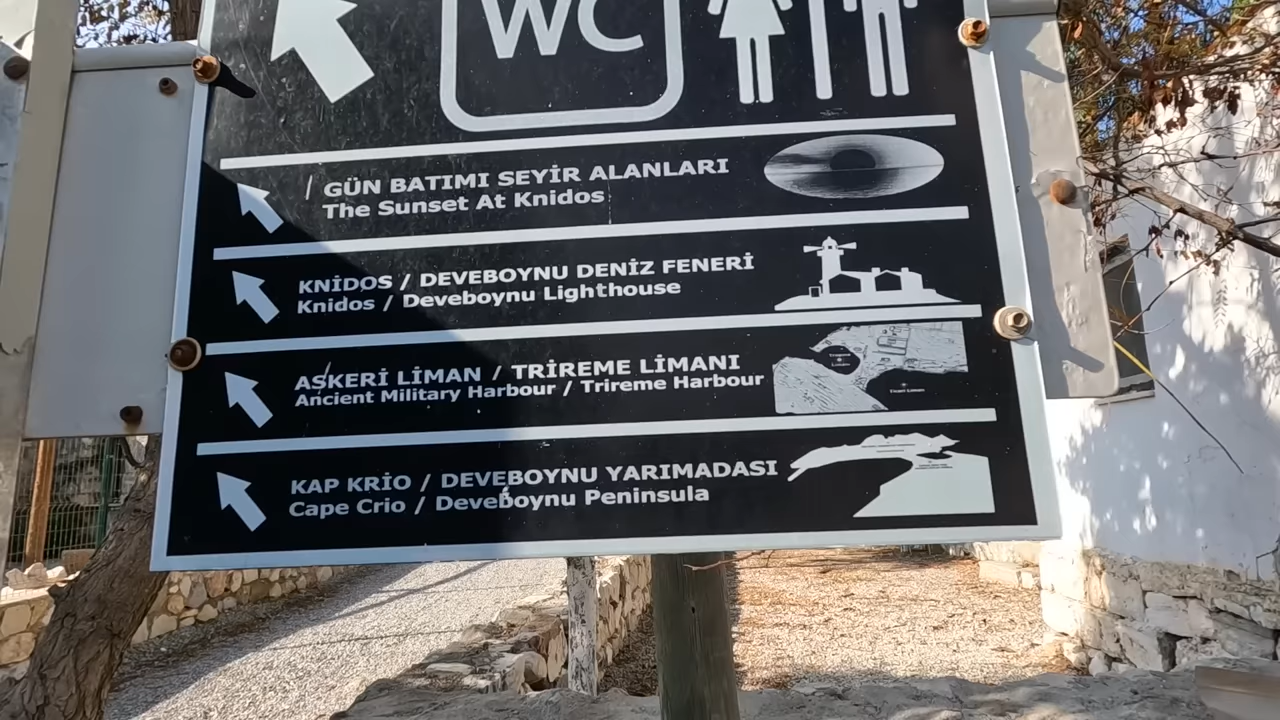 WC
GÜN BATIMI SEYİR ALANLARI
The Sunset At Knidos
KNİDOS / DEVEBOYNU DENİZ FENERİ
Knidos / Deveboynu Lighthouse
ASKERİ LİMAN / TRİREME LİMANI
Ancient Military Harbour / Trireme Harbour
KAP KRİO / DEVEBOYNU YARIMADASI
Cape Crio / Deveboynu Peninsula